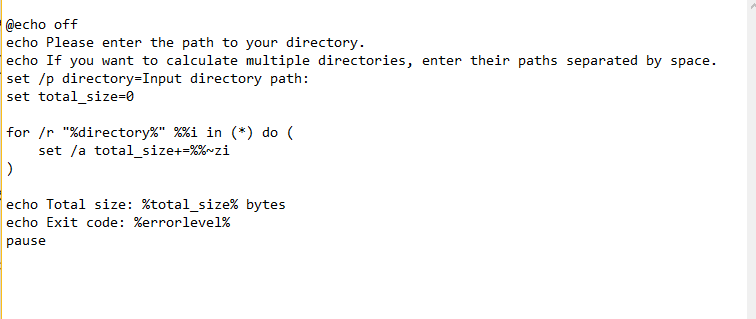 @echo off
echo Please enter the path to your directory.
echo If you want to calculate multiple directories, enter their paths separated by space.
set /p directory=Input directory path:
set total_size=0
for /r "%directory%" %%i in (*) do (
    set /a total_size+=%%~zi
)
echo Total size: %total_size% bytes
echo Exit code: %errorlevel%
pause